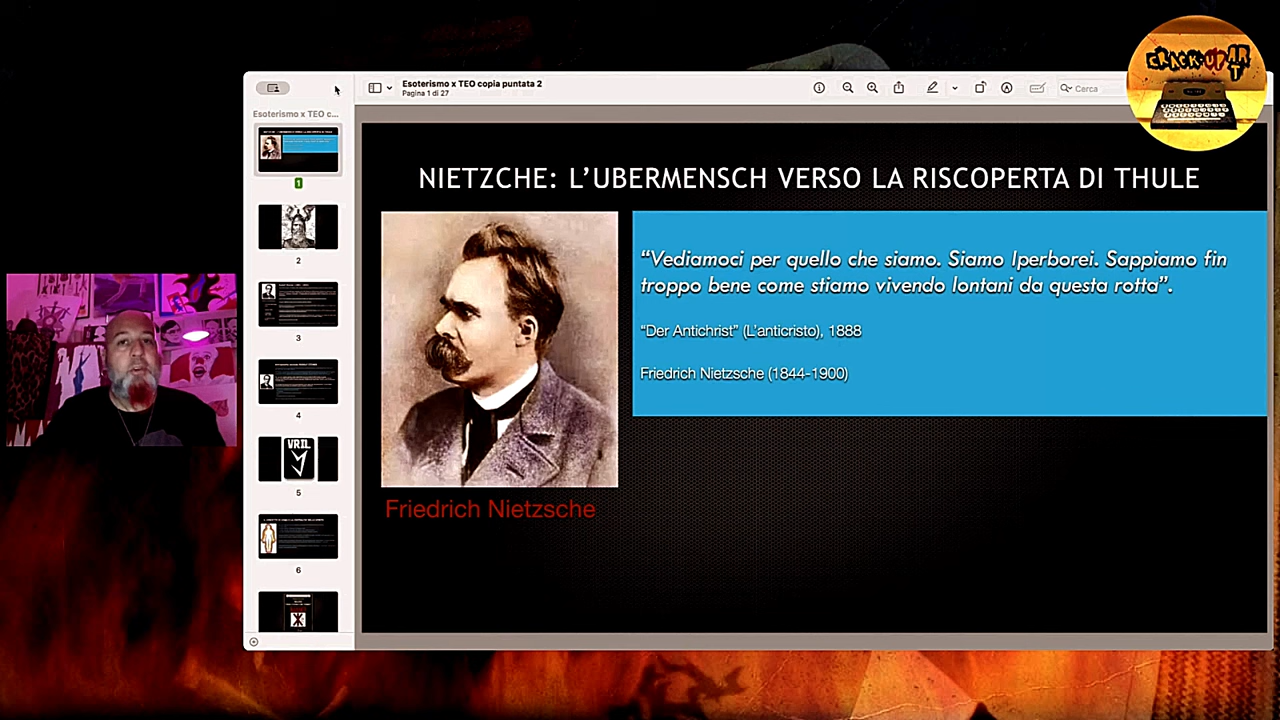 Esoterismo x TEO copia puntata 2
Pagina 1 di 27
Cerca
CRACK-UP ART
Esoterismo x TEO c...
1
2
3
4
VRIL
5
6
NIETZCHE: L’UBERMENSCH VERSO LA RISCOPERTA DI THULE
“Vediamoci per quello che siamo. Siamo Iperborei. Sappiamo fin
troppo bene come stiamo vivendo lontani da questa rotta”.
“Der Antichrist” (L’anticristo), 1888
Friedrich Nietzsche (1844-1900)
Friedrich Nietzsche